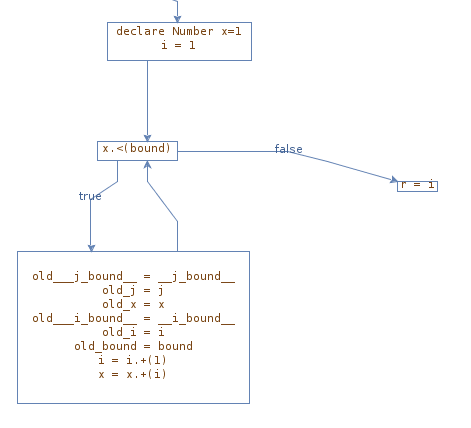 declare Number x=1
i = 1
x.<(bound)
false
r = i
true
old___j_bound__ = __j_bound__
old_j = j
old_x = x
old___i_bound__ = __i_bound__
old_i = i
old_bound = bound
i = i.+(1)
x = x.+(i)